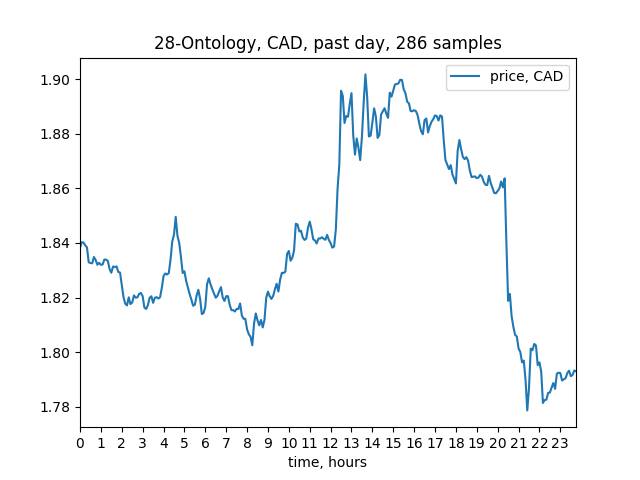 28-Ontology, CAD, past day, 286 samples
price, CAD
1.90
1.88
1.86
1.84
1.82
1.80
1.78
0 1 2 3 4 5 6 7 8 9 10 11 12 13 14 15 16 17 18 19 20 21 22 23
time, hours